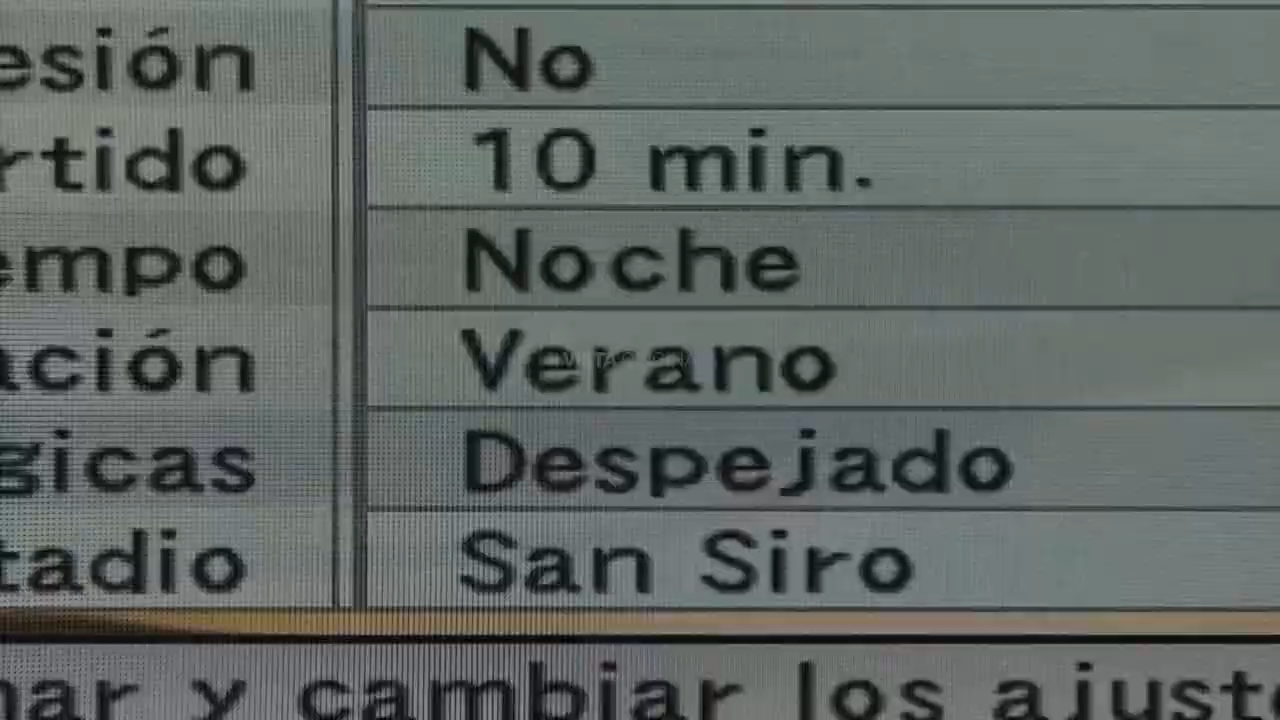 esión No
rtido 10 min.
empo Noche
ación Verano
gicas Despejado
tadio San Siro
nar y cambiar los ajuste